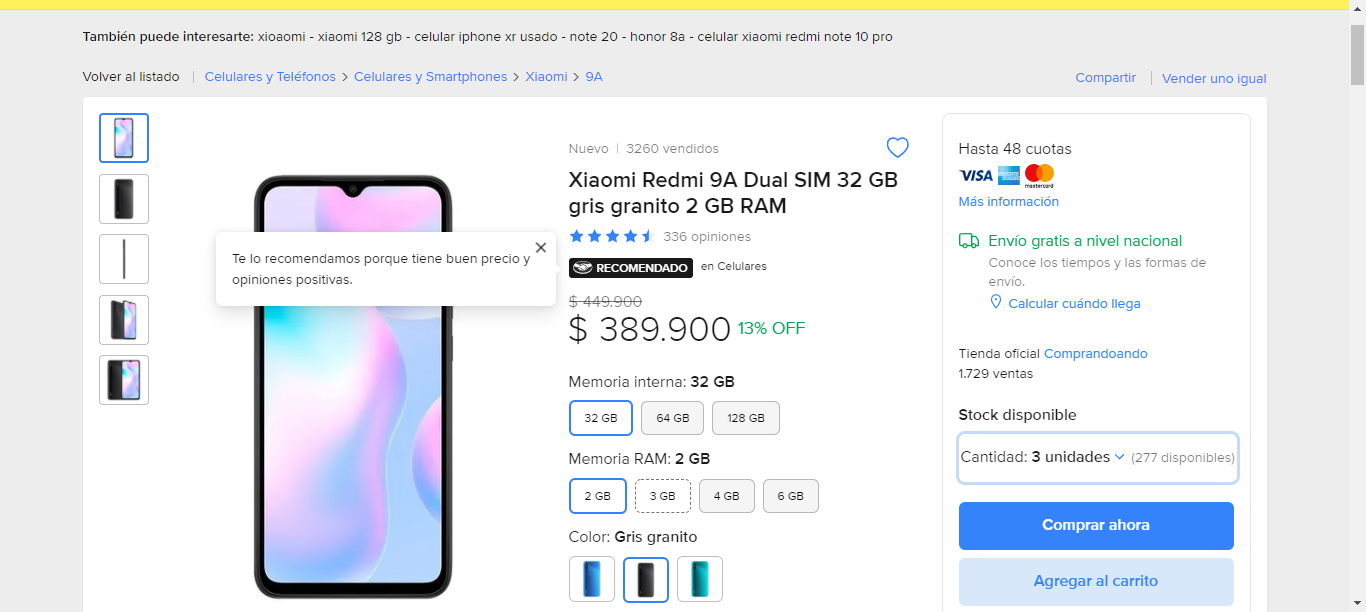 También puede interesarte: xioaomi - xiaomi 128 gb - celular iphone xr usado - note 20 - honor 8a - celular xiaomi redmi note 10 pro
Volver al listado | Celulares y Teléfonos > Celulares y Smartphones > Xiaomi > 9A
Compartir | Vender uno igual
Te lo recomendamos porque tiene buen precio y
opiniones positivas.
Nuevo | 3260 vendidos
Xiaomi Redmi 9A Dual SIM 32 GB
gris granito 2 GB RAM
336 opiniones
RECOMENDADO en Celulares
$ 449.900
$ 389.900 13% OFF
Memoria interna: 32 GB
32 GB 64 GB 128 GB
Memoria RAM: 2 GB
2 GB 3 GB 4 GB 6 GB
Color: Gris granito
Hasta 48 cuotas
VISA mastercard
Más información
Envío gratis a nivel nacional
Conoce los tiempos y las formas de
envío.
Calcular cuándo llega
Tienda oficial Comprandoando
1.729 ventas
Stock disponible
Cantidad: 3 unidades (277 disponibles)
Comprar ahora
Agregar al carrito